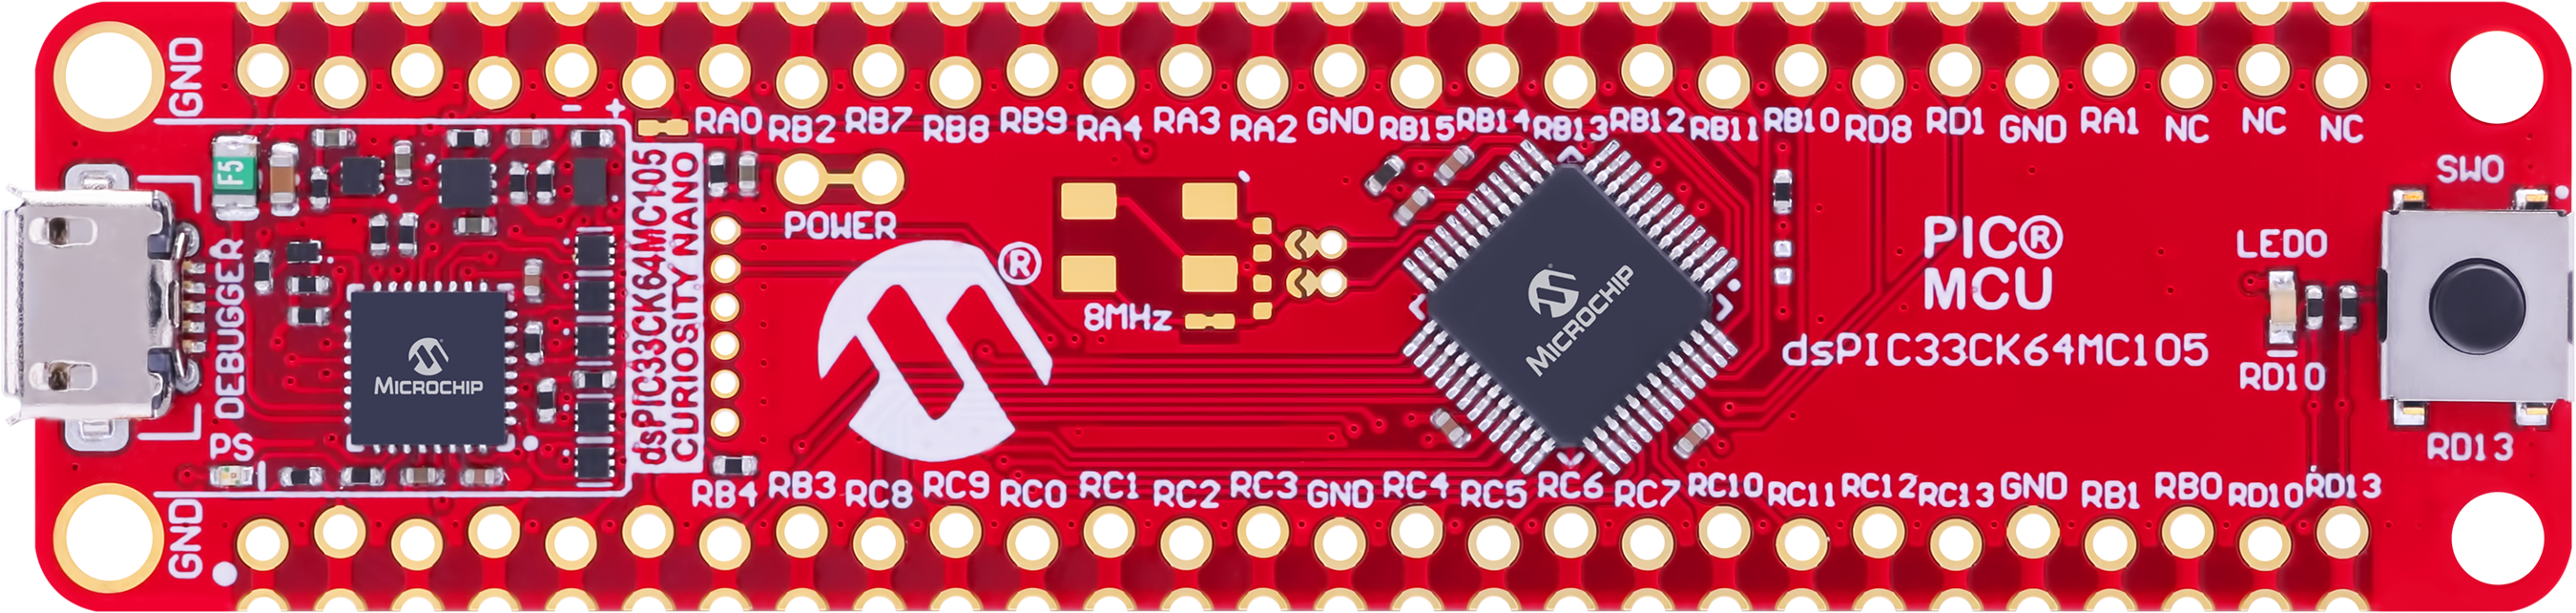 GND
- +
RA0 RB2 RB7 RB8 RB9 RA4 RA3 RA2 GND RB15 RB14 RB13 RB12 RB11 RB10 RD8 RD1 GND RA1 NC NC NC
F5
DEBUGGER
MICROCHIP
PS
dsPIC33CK64MC105
CURIOSITY NANO
POWER
®
8MHz
MICROCHIP
PIC®
MCU
dsPIC33CK64MC105
LED0
RD10
SW0
RD13
RB4 RB3 RC8 RC9 RC0 RC1 RC2 RC3 GND RC4 RC5 RC6 RC7 RC10 RC11 RC12 RC13 GND RB1 RB0 RD10 RD13
GND